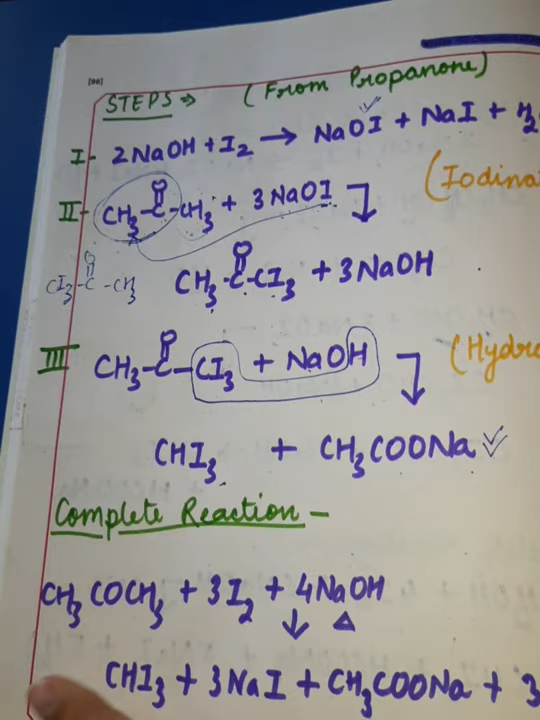 [98]
STEPS → (From Propanone)
I- 2NaOH + I2 → NaOI + NaI + H2
II- CH3-C-CH3 + 3NaOI
O
(Iodina
CI3-C-CH3
O
CH3-C-CI3 + 3NaOH
O
III CH3-C-CI3 + NaOH
O
(Hydro
CHI3 + CH3COONa
Complete Reaction -
CH3COCH3 + 3I2 + 4NaOH
↓ Δ
CHI3 + 3NaI + CH3COONa + 3